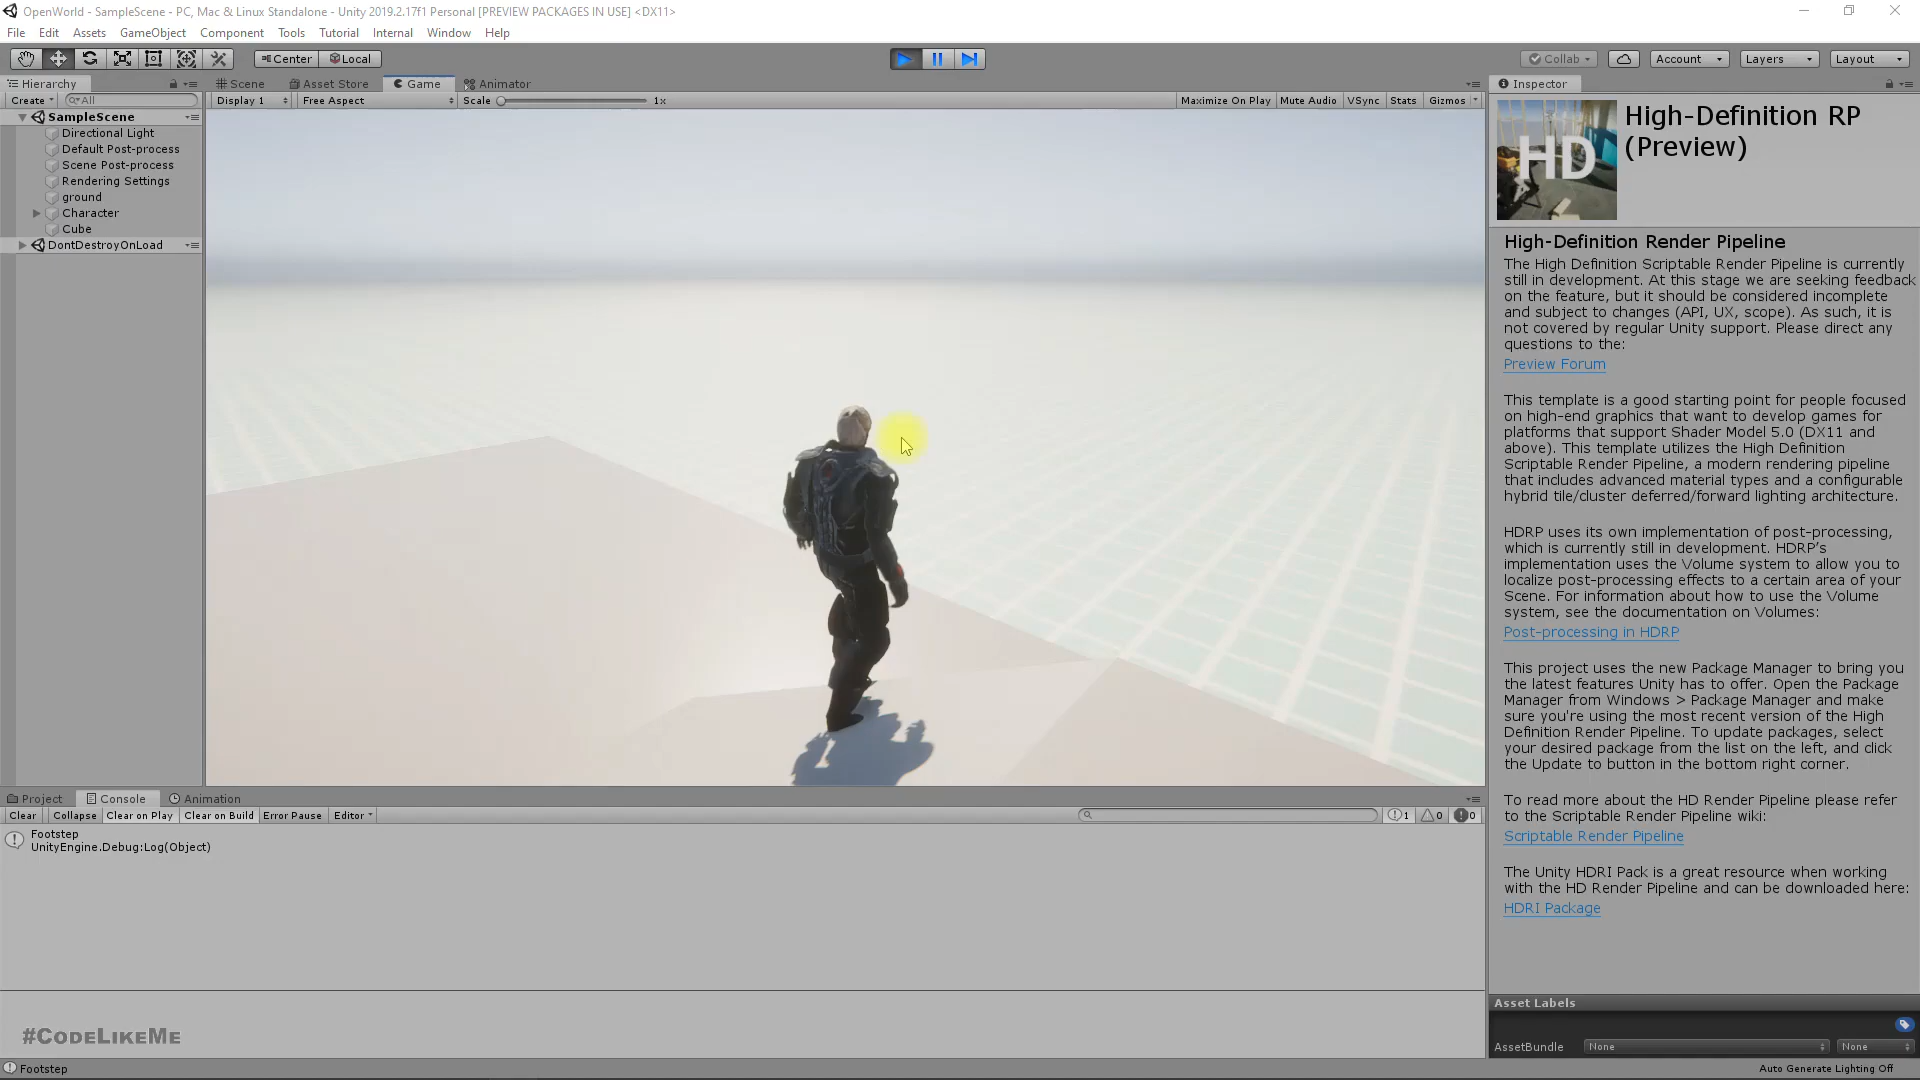 OpenWorld - SampleScene - PC, Mac & Linux Standalone - Unity 2019.2.17f1 Personal [PREVIEW PACKAGES IN USE] <DX11>
File Edit Assets GameObject Component Tools Tutorial Internal Window Help
Center Local
Collab Account Layers Layout
Hierarchy
Scene Asset Store Game Animator
Inspector
Create All
Display 1 Free Aspect Scale 1x Maximize On Play Mute Audio VSync Stats Gizmos
SampleScene
Directional Light
Default Post-process
Scene Post-process
Rendering Settings
ground
Character
Cube
DontDestroyOnLoad
HD
High-Definition RP
(Preview)
High-Definition Render Pipeline
The High Definition Scriptable Render Pipeline is currently
still in development. At this stage we are seeking feedback
on the feature, but it should be considered incomplete
and subject to changes (API, UX, scope). As such, it is
not covered by regular Unity support. Please direct any
questions to the:
Preview Forum
This template is a good starting point for people focused
on high-end graphics that want to develop games for
platforms that support Shader Model 5.0 (DX11 and
above). This template utilizes the High Definition
Scriptable Render Pipeline, a modern rendering pipeline
that includes advanced material types and a configurable
hybrid tile/cluster deferred/forward lighting architecture.
HDRP uses its own implementation of post-processing,
which is currently still in development. HDRP's
implementation uses the Volume system to allow you to
localize post-processing effects to a certain area of your
Scene. For information about how to use the Volume
system, see the documentation on Volumes:
Post-processing in HDRP
This project uses the new Package Manager to bring you
the latest features Unity has to offer. Open the Package
Manager from Windows > Package Manager and make
sure you're using the most recent version of the High
Definition Render Pipeline. To update packages, select
your desired package from the list on the left, and click
the Update to button in the bottom right corner.
To read more about the HD Render Pipeline please refer
to the Scriptable Render Pipeline wiki:
Scriptable Render Pipeline
The Unity HDRI Pack is a great resource when working
with the HD Render Pipeline and can be downloaded here:
HDRI Package
Asset Labels
AssetBundle None None
Project Console Animation
Clear Collapse Clear on Play Clear on Build Error Pause Editor 1 0 0
Footstep
UnityEngine.Debug:Log(Object)
#CodeLikeMe
Footstep
Auto Generate Lighting Off